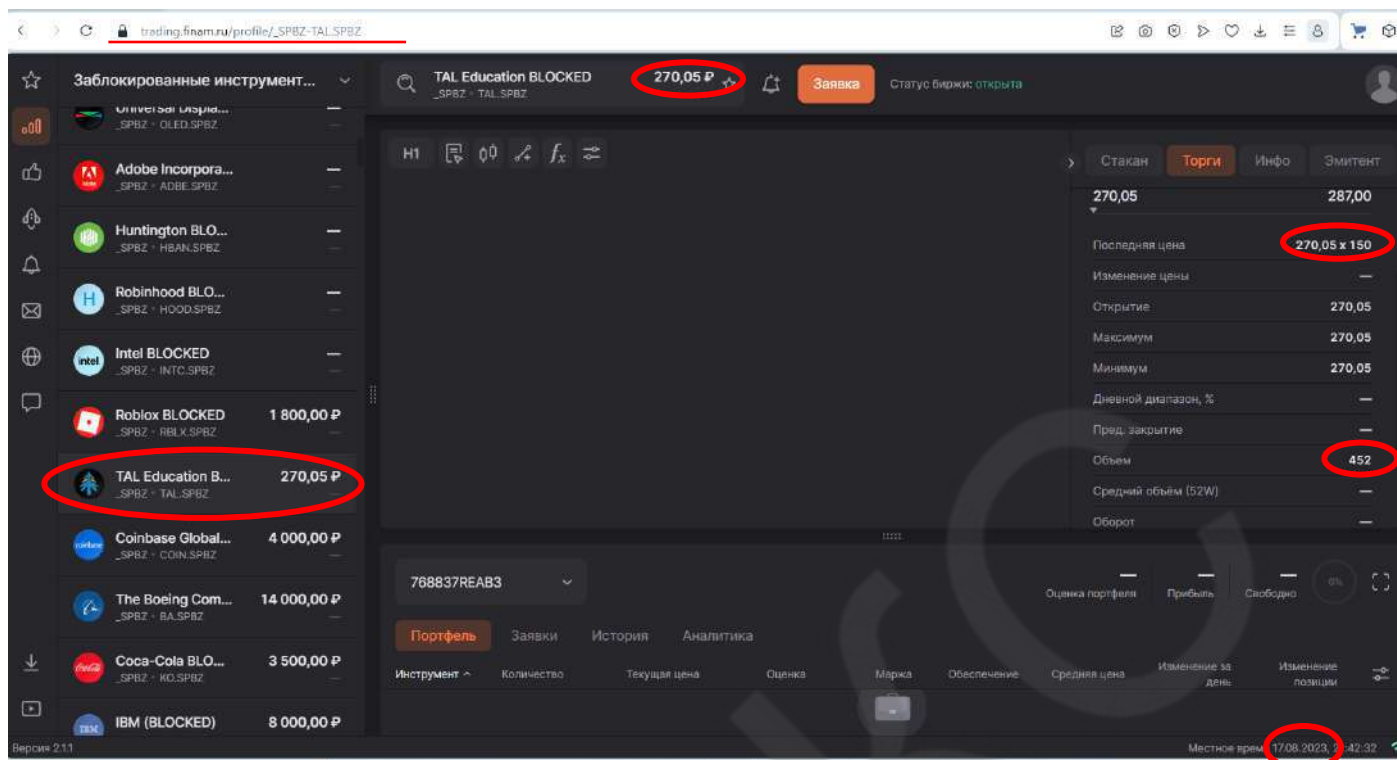 trading.finam.ru/profile/_SPBZ-TAL.SPBZ
Заблокированные инструмент...
TAL Education BLOCKED
270,05 ₽
_SPBZ · TAL.SPBZ
Заявка
Статус биржи: открыта
Universal Displa...
_SPBZ · OLED.SPBZ
Adobe Incorpora...
_SPBZ · ADBE.SPBZ
Huntington BLO...
_SPBZ · HBAN.SPBZ
Robinhood BLO...
_SPBZ · HOOD.SPBZ
Intel BLOCKED
_SPBZ · INTC.SPBZ
Roblox BLOCKED 1 800,00 ₽
_SPBZ · RBLX.SPBZ
TAL Education B... 270,05 ₽
_SPBZ · TAL.SPBZ
Coinbase Global... 4 000,00 ₽
_SPBZ · COIN.SPBZ
The Boeing Com... 14 000,00 ₽
_SPBZ · BA.SPBZ
Coca-Cola BLO... 3 500,00 ₽
_SPBZ · KO.SPBZ
IBM (BLOCKED) 8 000,00 ₽
H1
Стакан Торги Инфо Эмитент
270,05 287,00
Последняя цена 270,05 x 150
Изменение цены —
Открытие 270,05
Максимум 270,05
Минимум 270,05
Дневной диапазон, % —
Пред. закрытие —
Объем 452
Средний объём (52W) —
Оборот —
768837REAB3
Оценка портфеля Прибыль Свободно 0%
Портфель Заявки История Аналитика
Инструмент Количество Текущая цена Оценка Маржа Обеспечение Средняя цена Изменение за день Изменение позиции
Версия 2.1.1
Местное время 17.08.2023,